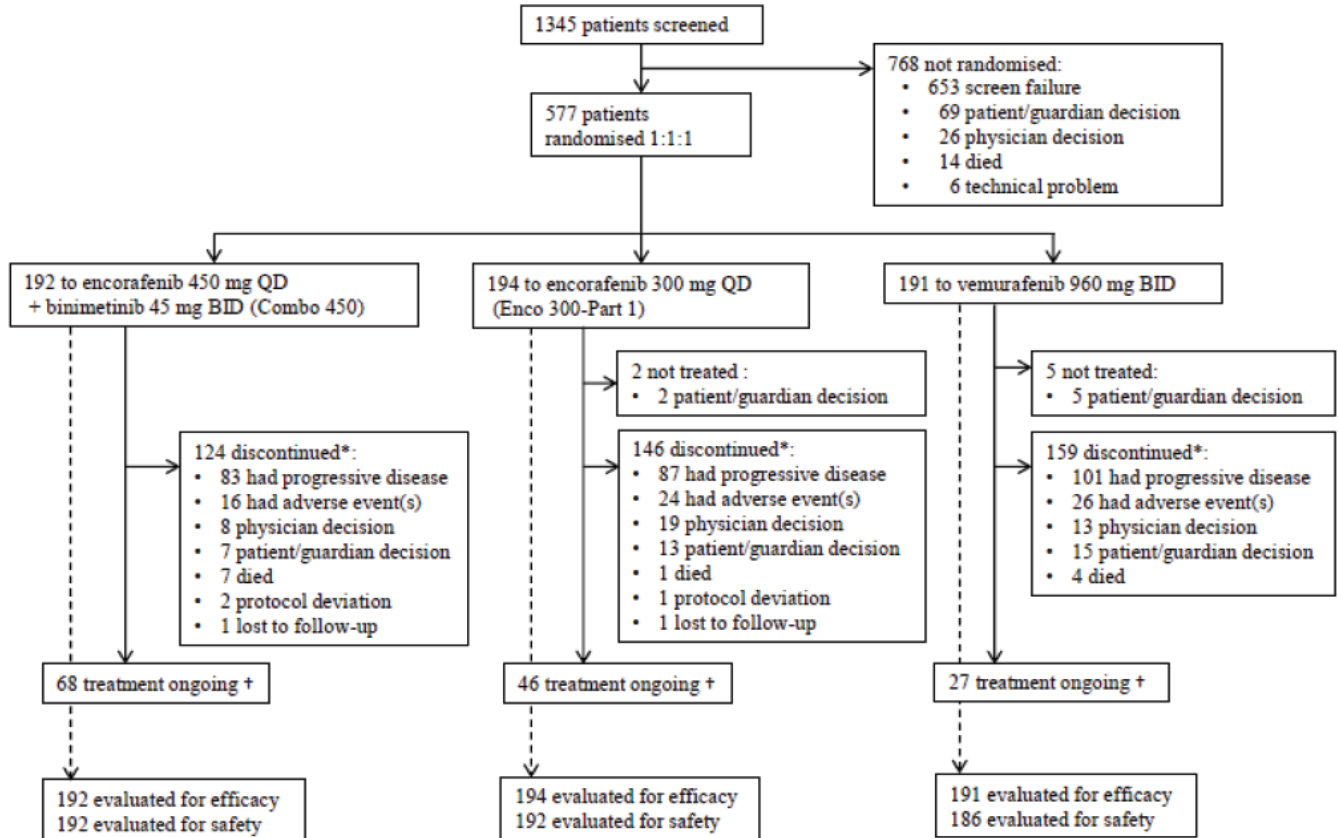 1345 patients screened
768 not randomised:
• 653 screen failure
• 69 patient/guardian decision
• 26 physician decision
• 14 died
• 6 technical problem
577 patients
randomised 1:1:1
192 to encorafenib 450 mg QD
+ binimetinib 45 mg BID (Combo 450)
194 to encorafenib 300 mg QD
(Enco 300-Part 1)
191 to vemurafenib 960 mg BID
2 not treated :
• 2 patient/guardian decision
5 not treated:
• 5 patient/guardian decision
124 discontinued*:
• 83 had progressive disease
• 16 had adverse event(s)
• 8 physician decision
• 7 patient/guardian decision
• 7 died
• 2 protocol deviation
• 1 lost to follow-up
146 discontinued*:
• 87 had progressive disease
• 24 had adverse event(s)
• 19 physician decision
• 13 patient/guardian decision
• 1 died
• 1 protocol deviation
• 1 lost to follow-up
159 discontinued*:
• 101 had progressive disease
• 26 had adverse event(s)
• 13 physician decision
• 15 patient/guardian decision
• 4 died
68 treatment ongoing †
46 treatment ongoing †
27 treatment ongoing †
192 evaluated for efficacy
192 evaluated for safety
194 evaluated for efficacy
192 evaluated for safety
191 evaluated for efficacy
186 evaluated for safety